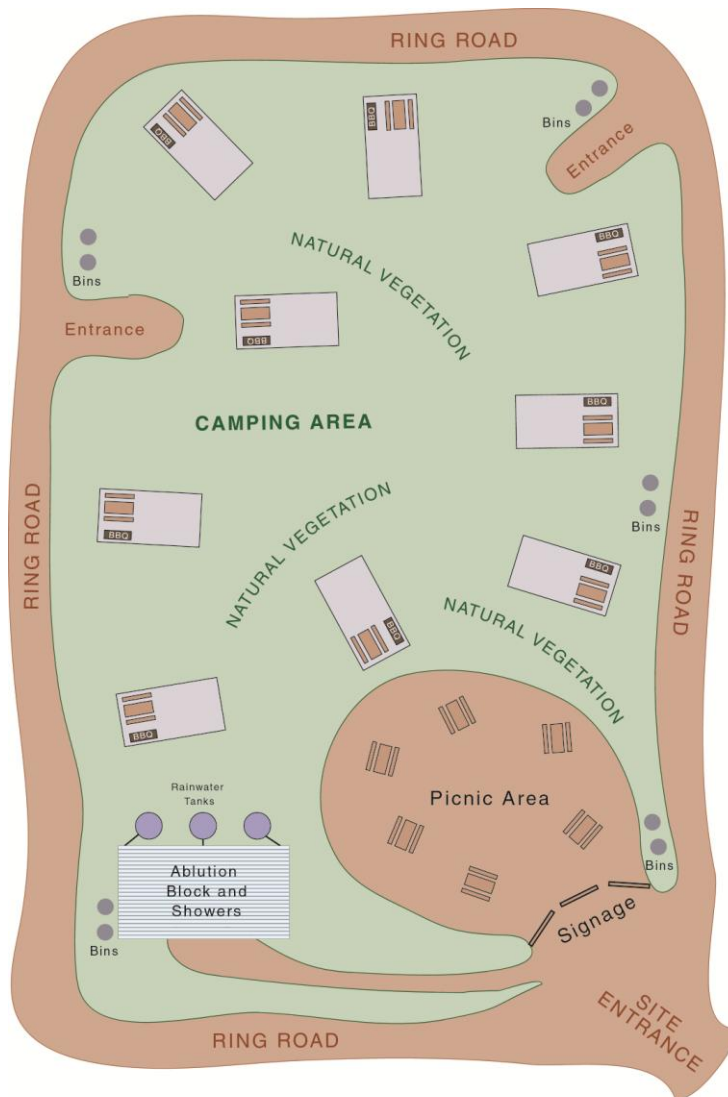 RING ROAD
BBQ
BBQ
Bins
Entrance
NATURAL VEGETATION
BBQ
Bins
Entrance
BBQ
CAMPING AREA
BBQ
RING ROAD
NATURAL VEGETATION
Bins
RING ROAD
BBQ
BBQ
BBQ
NATURAL VEGETATION
BBQ
Rainwater
Tanks
Picnic Area
Ablution
Block and
Showers
Bins
Signage
Bins
SITE
ENTRANCE
RING ROAD